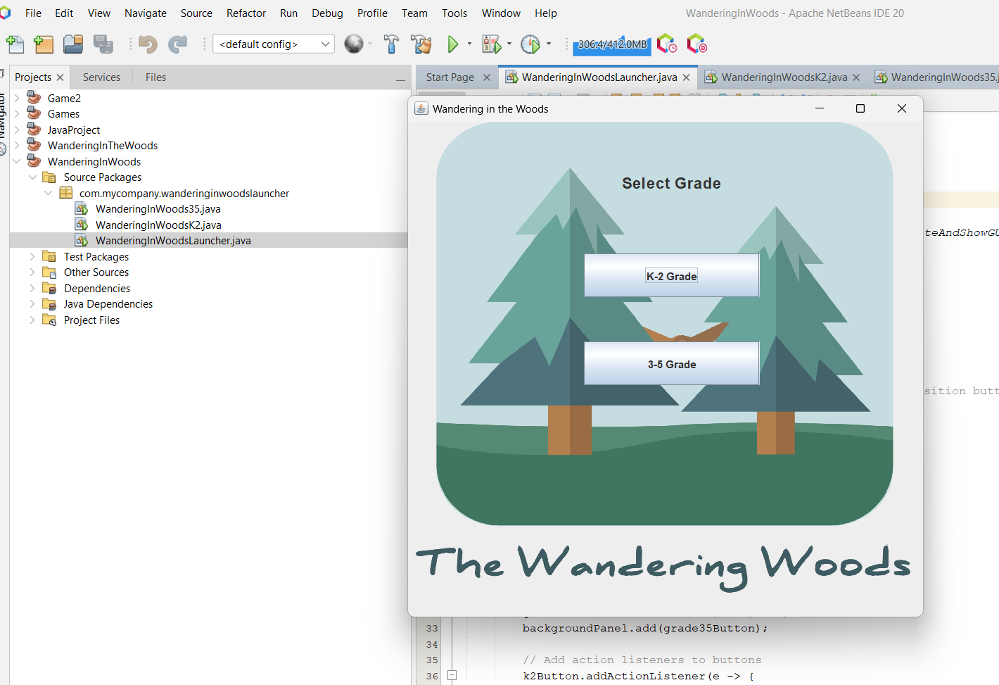 File Edit View Navigate Source Refactor Run Debug Profile Team Tools Window Help WanderingInWoods - Apache NetBeans IDE 20
<default config> 306.4/412.0MB
Projects Services Files Start Page WanderingInWoodsLauncher.java WanderingInWoodsK2.java WanderingInWoods35.j
Navigator
Game2
Games
JavaProject
WanderingInTheWoods
WanderingInWoods
Source Packages
com.mycompany.wanderinginwoodslauncher
WanderingInWoods35.java
WanderingInWoodsK2.java
WanderingInWoodsLauncher.java
Test Packages
Other Sources
Dependencies
Java Dependencies
Project Files
Wandering in the Woods
Select Grade
K-2 Grade
3-5 Grade
The Wandering Woods
teAndShowGU
sition butt
33 backgroundPanel.add(grade35Button);
34
35 // Add action listeners to buttons
36 k2Button.addActionListener(e -> {